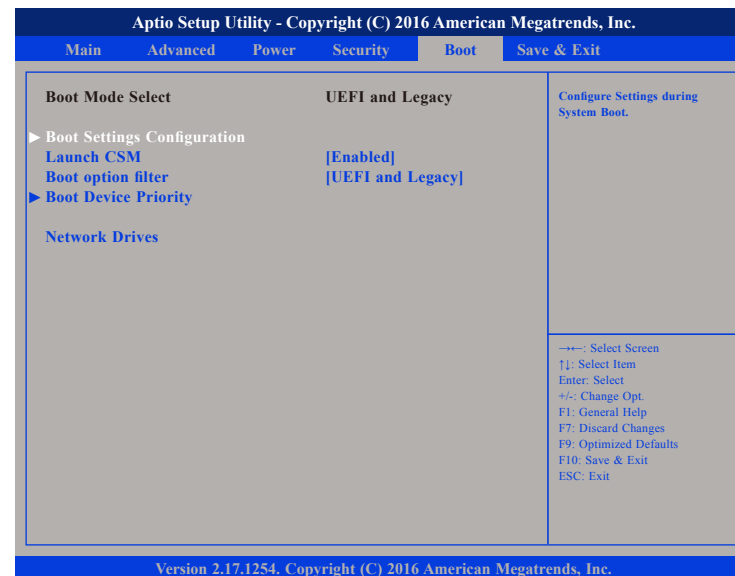 Aptio Setup Utility - Copyright (C) 2016 American Megatrends, Inc.
Main Advanced Power Security Boot Save & Exit
Boot Mode Select UEFI and Legacy
▶ Boot Settings Configuration
Launch CSM [Enabled]
Boot option filter [UEFI and Legacy]
▶ Boot Device Priority
Network Drives
Configure Settings during
System Boot.
→←: Select Screen
↑↓: Select Item
Enter: Select
+/-: Change Opt.
F1: General Help
F7: Discard Changes
F9: Optimized Defaults
F10: Save & Exit
ESC: Exit
Version 2.17.1254. Copyright (C) 2016 American Megatrends, Inc.